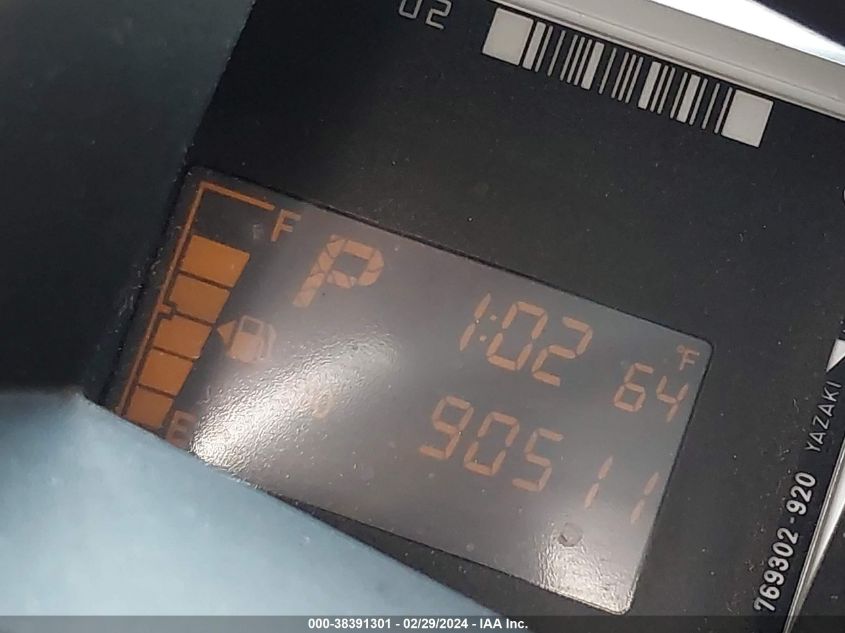 02
F
P
1:02
°F
64
90511
E
YAZAKI
769302-920
000-38391301 - 02/29/2024 - IAA Inc.